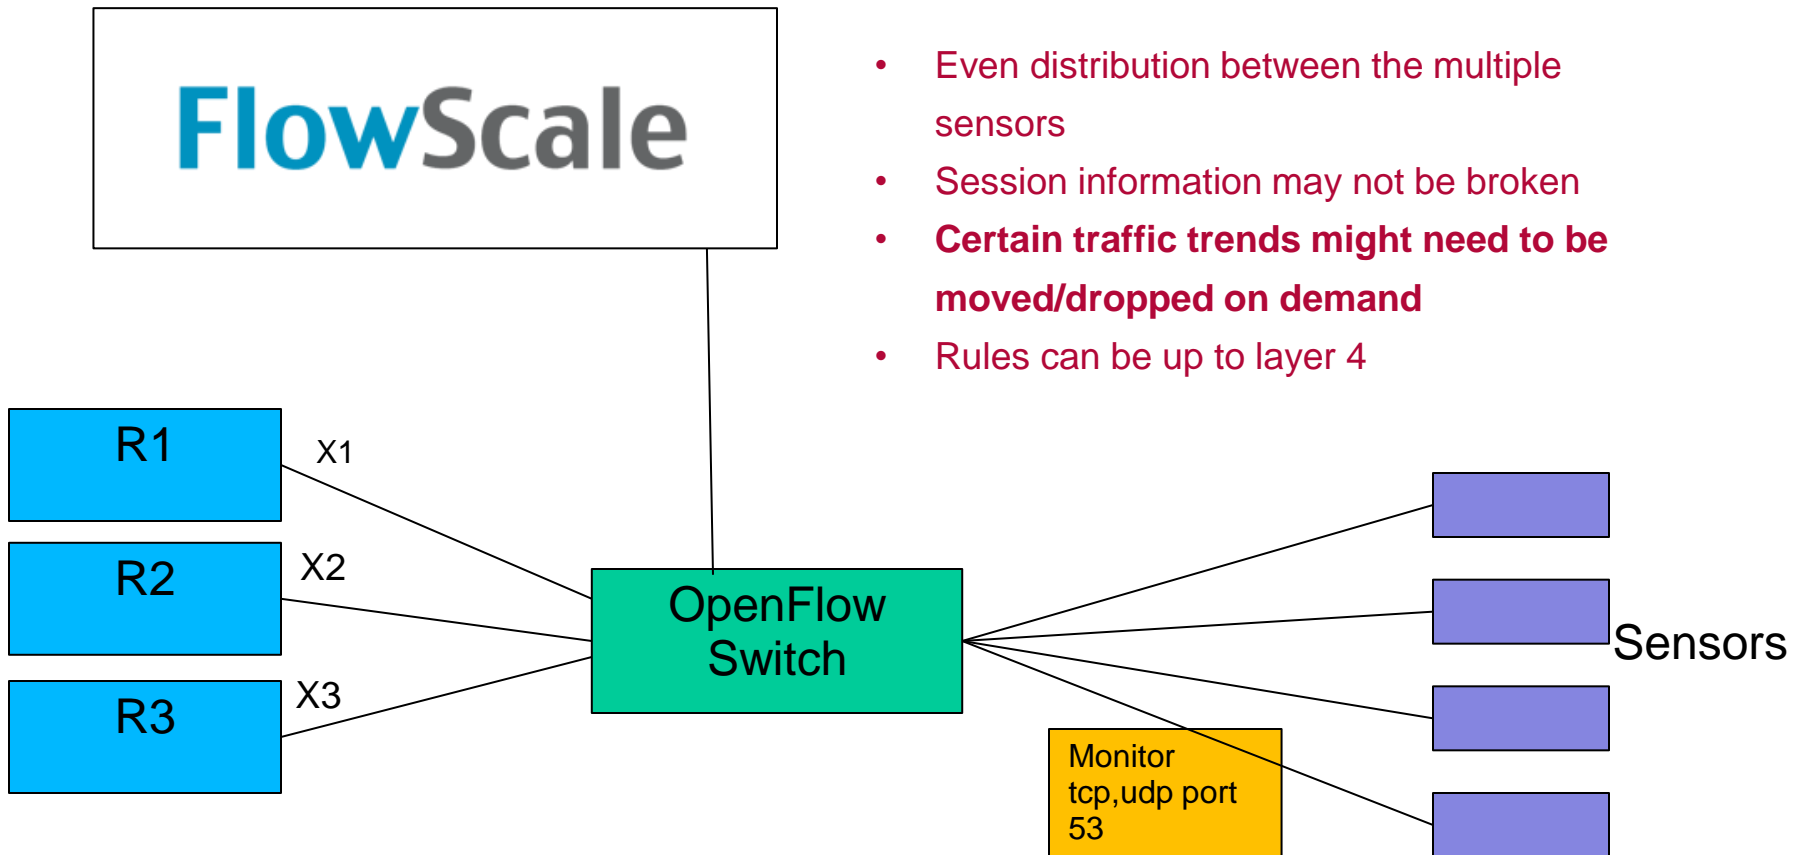 FlowScale
• Even distribution between the multiple
sensors
• Session information may not be broken
• Certain traffic trends might need to be
moved/dropped on demand
• Rules can be up to layer 4
R1
X1
R2
X2
R3
X3
OpenFlow
Switch
Sensors
Monitor
tcp,udp port
53